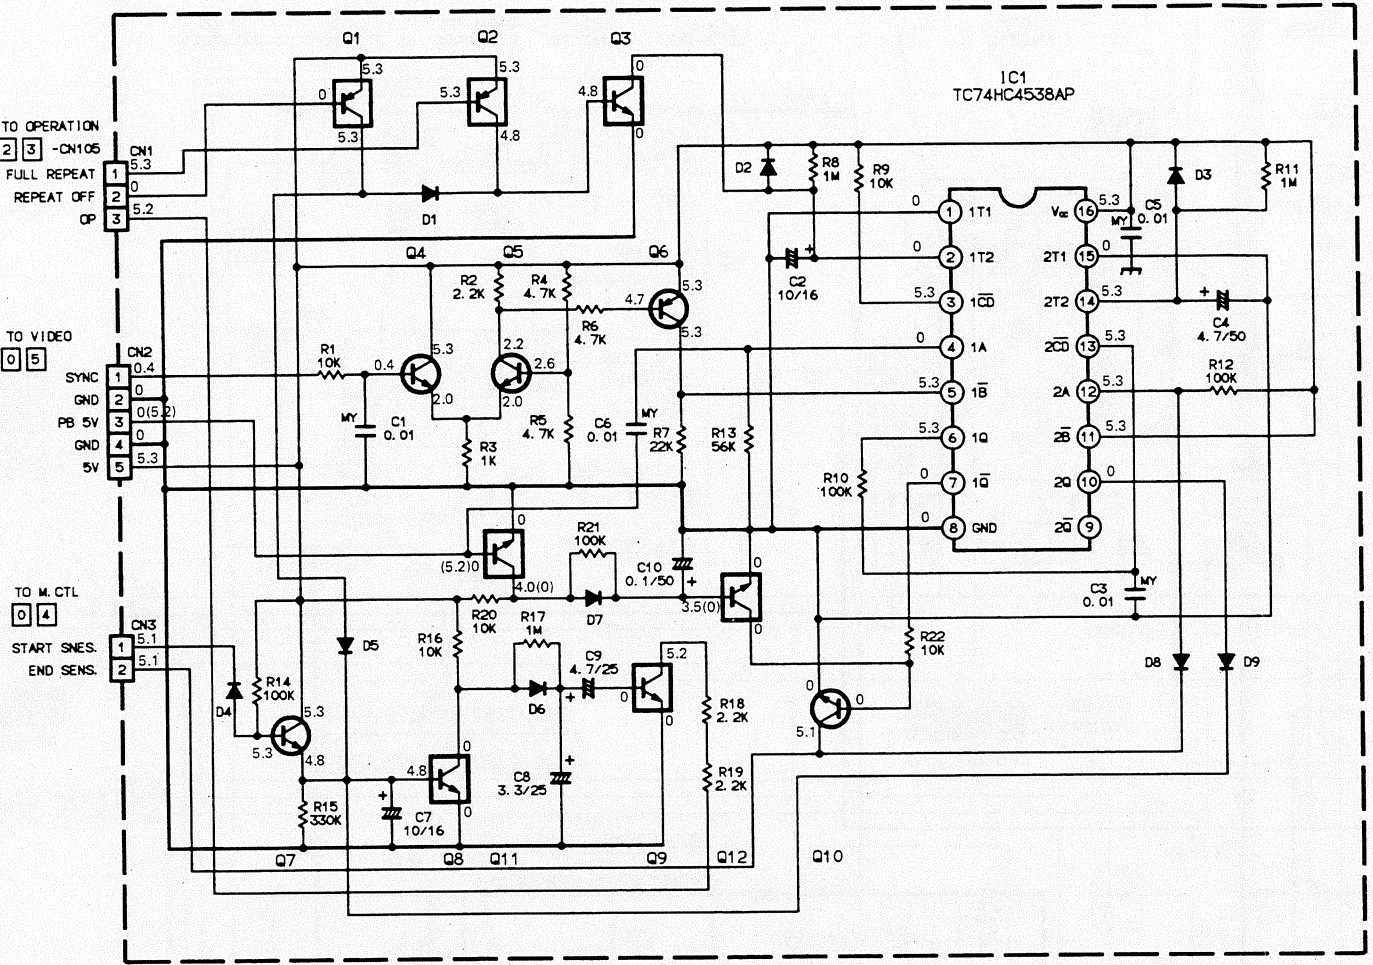 Q1 Q2 Q3
IC1
TC74HC4538AP
5.3 5.3 0
0 5.3 4.8
5.3 4.8 0
TO OPERATION
2 3 -CN105
CN1
FULL REPEAT 1 5.3
REPEAT OFF 2 0
OP 3 5.2
D1
D2 R8 1M R9 10K
D3 R11 1M
0 1 1T1 Vcc 16 5.3 C5 0.01 MY
0 2 1T2 2T1 15 0
5.3 3 1CD 2T2 14 5.3
0 4 1A 2CD 13 5.3
5.3 5 1B 2A 12 5.3
5.3 6 1Q 2B 11 5.3
0 7 1Q 2Q 10 0
0 8 GND 2Q 9
+ C2 10/16
+ C4 4.7/50
R12 100K
Q4 Q5 Q6
R2 2.2K R4 4.7K
4.7 5.3 5.3
R6 4.7K
TO VIDEO
0 5
CN2
SYNC 1 0.4
GND 2 0
PB 5V 3 0(5.2)
GND 4 0
5V 5 5.3
R1 10K
0.4 5.3 2.0
2.2 2.6 2.0
MY C1 0.01
R3 1K
R5 4.7K
C6 0.01 MY
R7 22K
R13 56K
R10 100K
0 (5.2)0 4.0(0)
R21 100K
C10 0.1/50 +
D7
3.5(0) 0 0
C3 0.01 MY
TO M.CTL
0 4
CN3
START SNES. 1 5.1
END SENS. 2 5.1
R20 10K
R16 10K
R17 1M
D5
D6
C9 4.7/25 +
R22 10K
D8 D9
D4
R14 100K
5.3 5.3 4.8
5.2 0 0
R18 2.2K
R19 2.2K
0 0 5.1
4.8 0 0
+ C7 10/16
+ C8 3.3/25
R15 330K
Q7 Q8 Q11 Q9 Q12 Q10